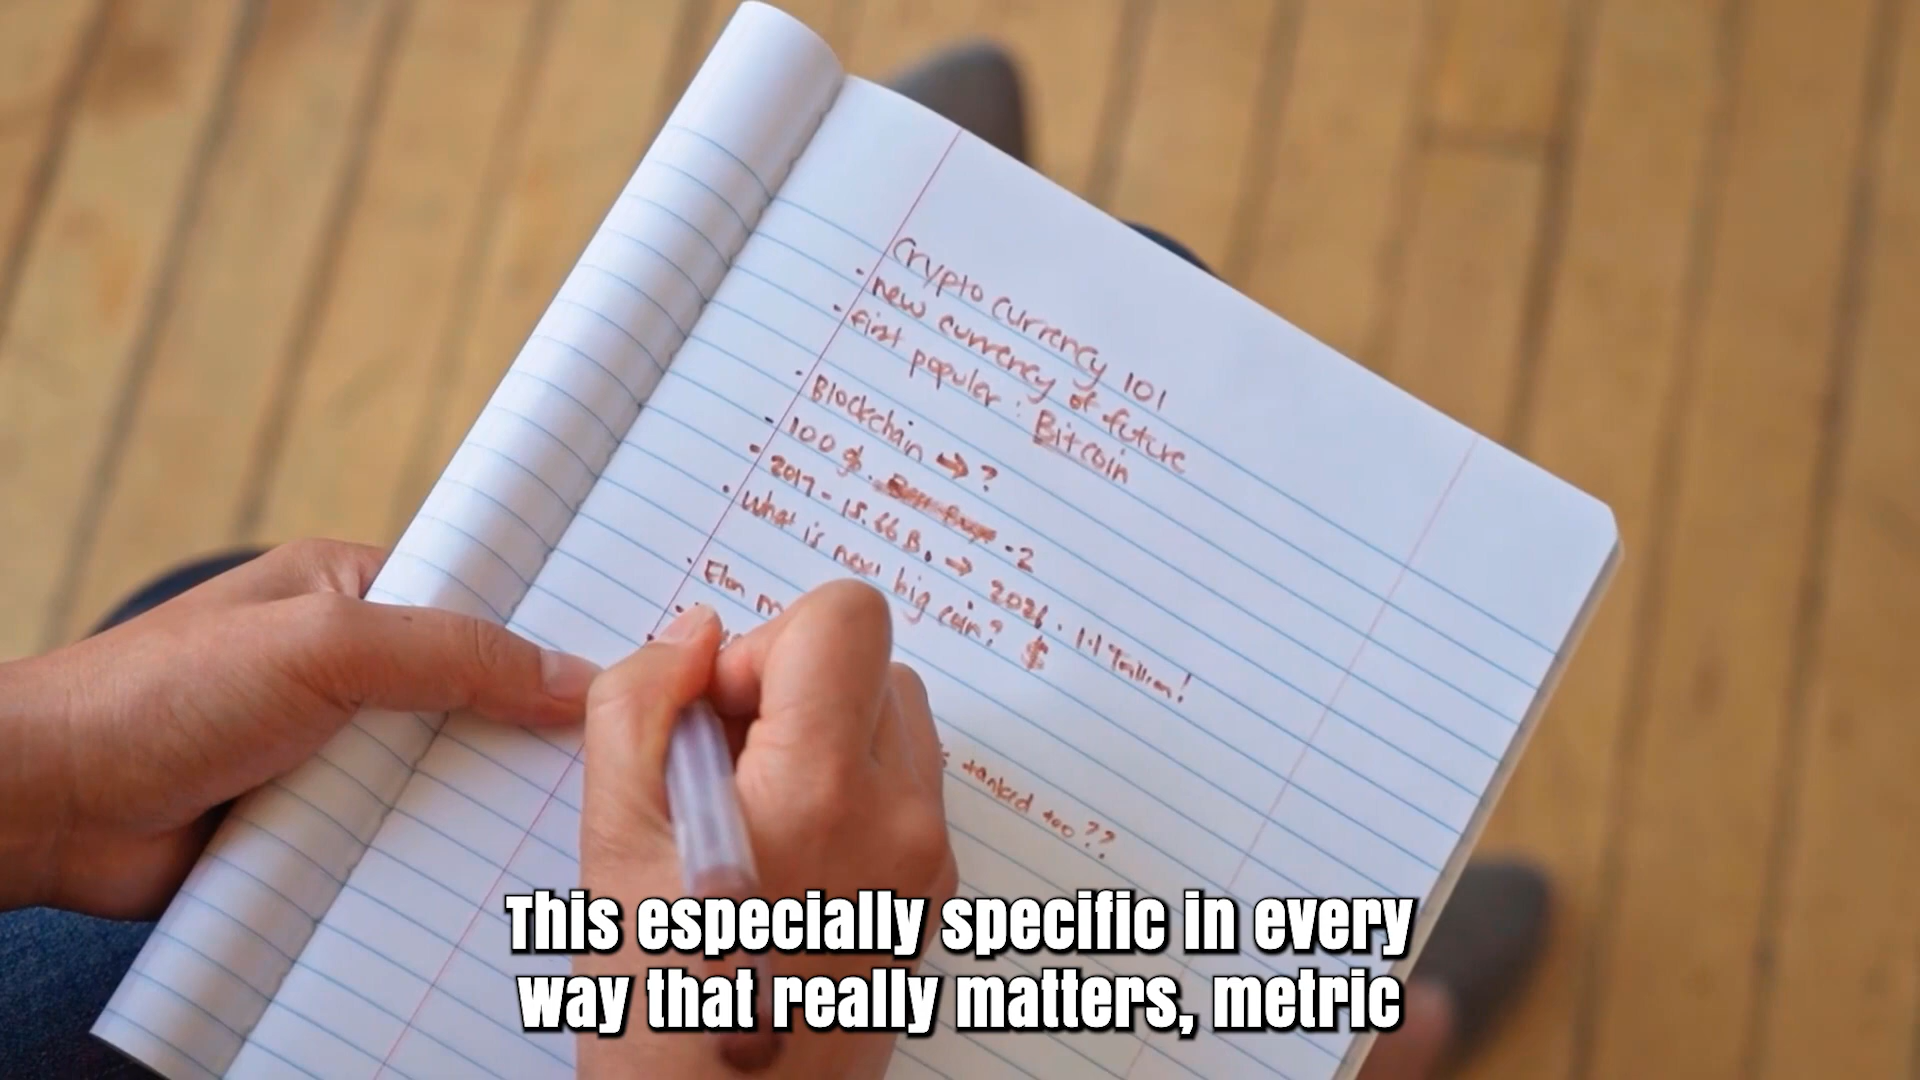 Crypto Currency 101
- new currency of future
- first popular : Bitcoin
- Blockchain → ?
- 100
- 2017 - 15.66 B. → 2021. 1.1 Trillion!
- What is next big coin? $
- Elon m
tanked too ??
This especially specific in every
way that really matters, metric